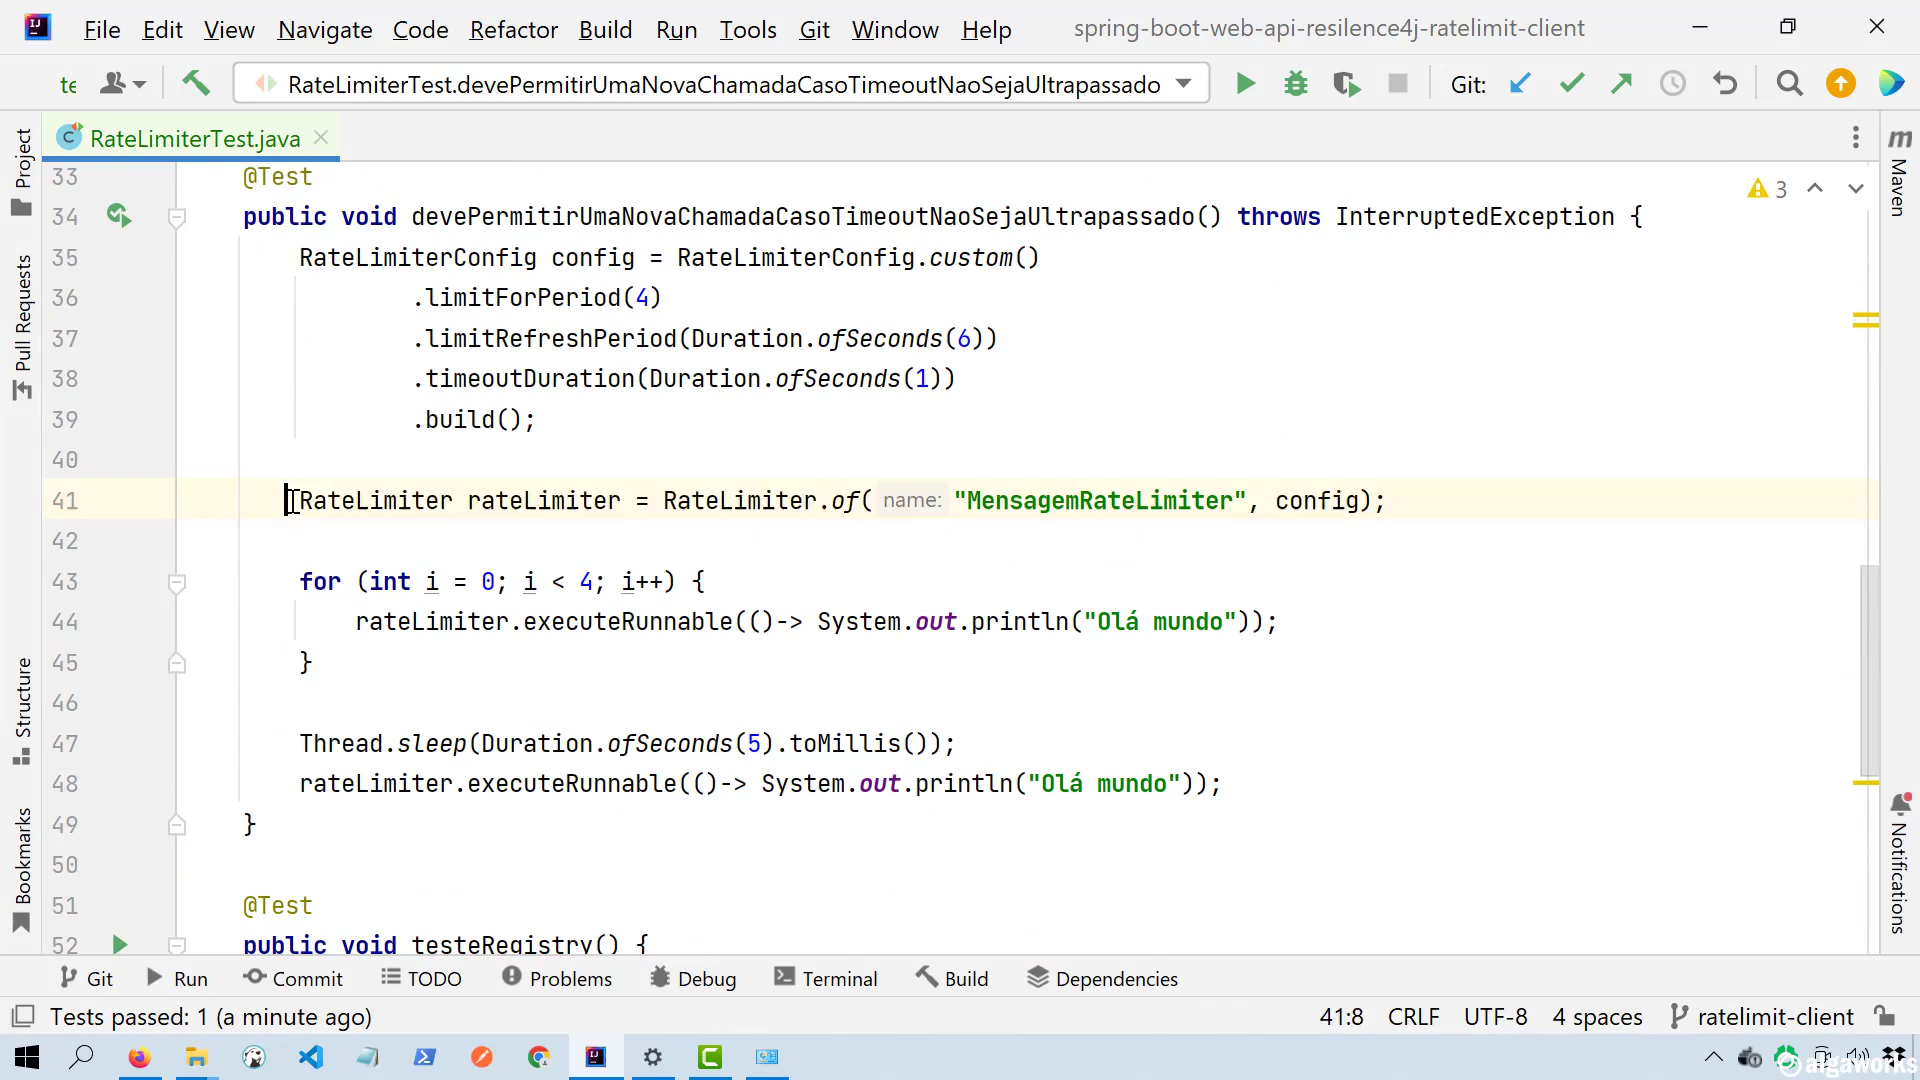 File Edit View Navigate Code Refactor Build Run Tools Git Window Help spring-boot-web-api-resilence4j-ratelimit-client
te RateLimiterTest.devePermitirUmaNovaChamadaCasoTimeoutNaoSejaUltrapassado Git:
RateLimiterTest.java
Project
Pull Requests
Structure
Bookmarks
Maven
Notifications
3
33 @Test
34 public void devePermitirUmaNovaChamadaCasoTimeoutNaoSejaUltrapassado() throws InterruptedException {
35 RateLimiterConfig config = RateLimiterConfig.custom()
36 .limitForPeriod(4)
37 .limitRefreshPeriod(Duration.ofSeconds(6))
38 .timeoutDuration(Duration.ofSeconds(1))
39 .build();
40
41 RateLimiter rateLimiter = RateLimiter.of( name: "MensagemRateLimiter", config);
42
43 for (int i = 0; i < 4; i++) {
44 rateLimiter.executeRunnable(()-> System.out.println("Olá mundo"));
45 }
46
47 Thread.sleep(Duration.ofSeconds(5).toMillis());
48 rateLimiter.executeRunnable(()-> System.out.println("Olá mundo"));
49 }
50
51 @Test
52 public void testeRegistry() {
Git Run Commit TODO Problems Debug Terminal Build Dependencies
Tests passed: 1 (a minute ago) 41:8 CRLF UTF-8 4 spaces ratelimit-client
algaworks